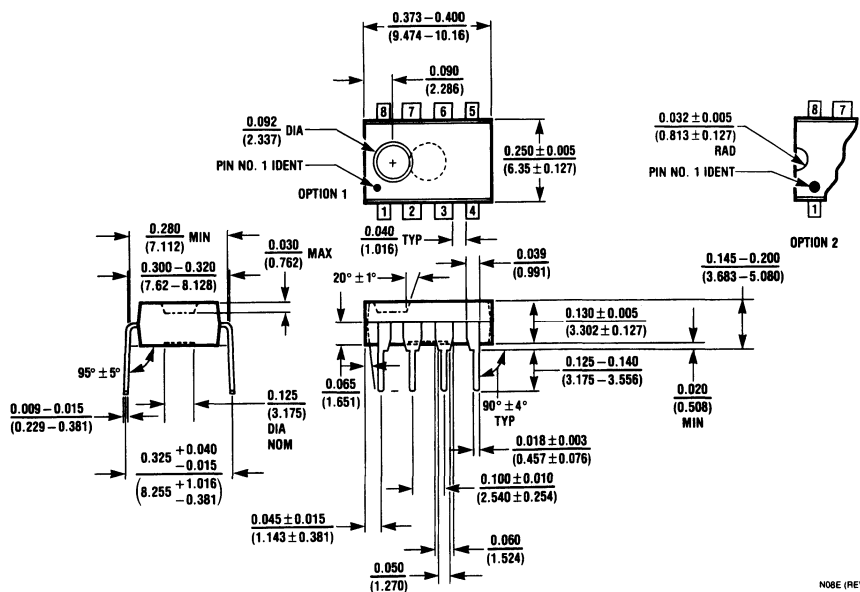 0.373–0.400
(9.474–10.16)
0.090
(2.286)
8 7 6 5
0.092 DIA
(2.337)
PIN NO. 1 IDENT
OPTION 1
0.250 ± 0.005
(6.35 ± 0.127)
1 2 3 4
8 7
0.032 ± 0.005
(0.813 ± 0.127)
RAD
PIN NO. 1 IDENT
1
OPTION 2
0.280 MIN
(7.112)
0.300–0.320
(7.62–8.128)
0.030 MAX
(0.762)
0.040 TYP
(1.016)
0.039
(0.991)
20° ± 1°
0.145–0.200
(3.683–5.080)
0.130 ± 0.005
(3.302 ± 0.127)
95° ± 5°
0.009–0.015
(0.229–0.381)
0.125
(3.175)
DIA
NOM
0.065
(1.651)
0.125–0.140
(3.175–3.556)
0.020
(0.508)
MIN
90° ± 4°
TYP
0.018 ± 0.003
(0.457 ± 0.076)
0.325 +0.040
−0.015
(8.255 +1.016
−0.381)
0.100 ± 0.010
(2.540 ± 0.254)
0.045 ± 0.015
(1.143 ± 0.381)
0.060
(1.524)
0.050
(1.270)
N08E (RE